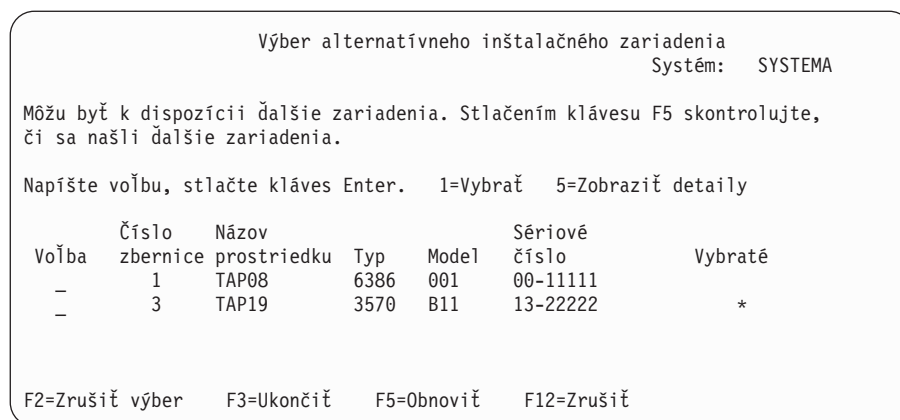 Výber alternatívneho inštalačného zariadenia
Systém: SYSTEMA
Môžu byť k dispozícii ďalšie zariadenia. Stlačením klávesu F5 skontrolujte,
či sa našli ďalšie zariadenia.
Napíšte voľbu, stlačte kláves Enter. 1=Vybrať 5=Zobraziť detaily
Číslo Názov Sériové
Voľba zbernice prostriedku Typ Model číslo Vybraté
_ 1 TAP08 6386 001 00-11111
_ 3 TAP19 3570 B11 13-22222 *
F2=Zrušiť výber F3=Ukončiť F5=Obnoviť F12=Zrušiť